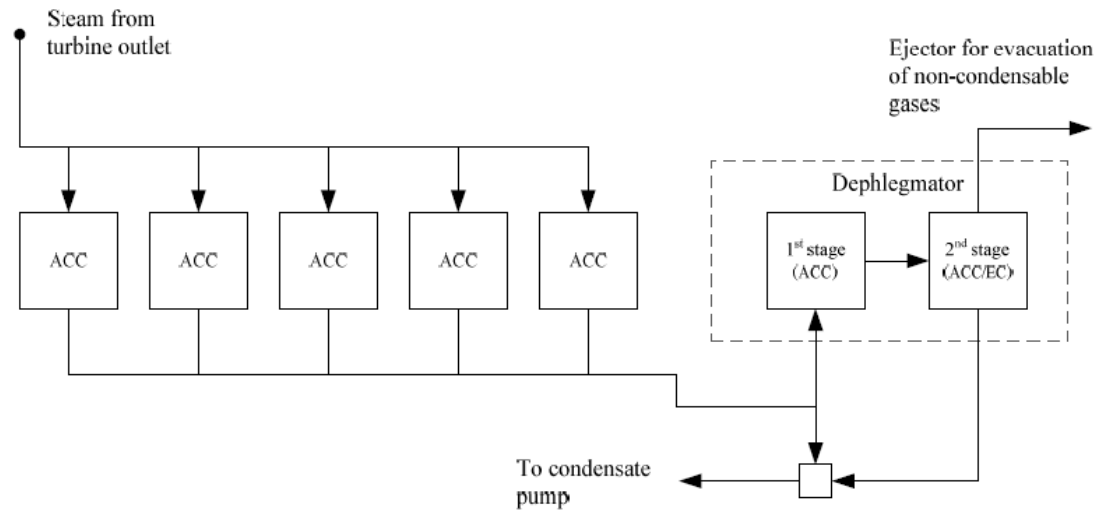 Steam from
turbine outlet
Ejector for evacuation
of non-condensable
gases
Dephlegmator
ACC
ACC
ACC
ACC
ACC
1st stage
(ACC)
2nd stage
(ACC/EC)
To condensate
pump